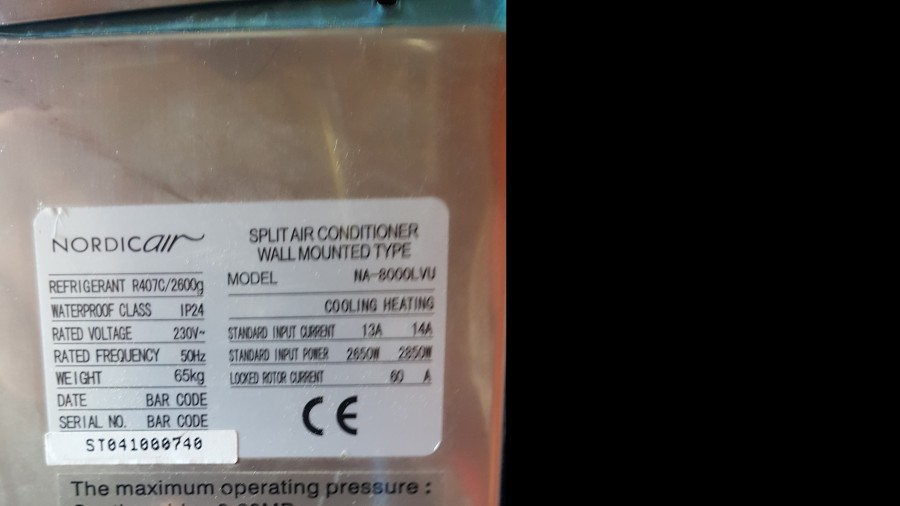 NORDICair
REFRIGERANT R407C/2600g
WATERPROOF CLASS IP24
RATED VOLTAGE 230V~
RATED FREQUENCY 50Hz
WEIGHT 65kg
DATE BAR CODE
SERIAL NO. BAR CODE
ST041000740
SPLIT AIR CONDITIONER
WALL MOUNTED TYPE
MODEL NA-8000LVU
COOLING HEATING
STANDARD INPUT CURRENT 13A 14A
STANDARD INPUT POWER 2650W 2850W
LOCKED ROTOR CURRENT 60 A
CE
The maximum operating pressure :